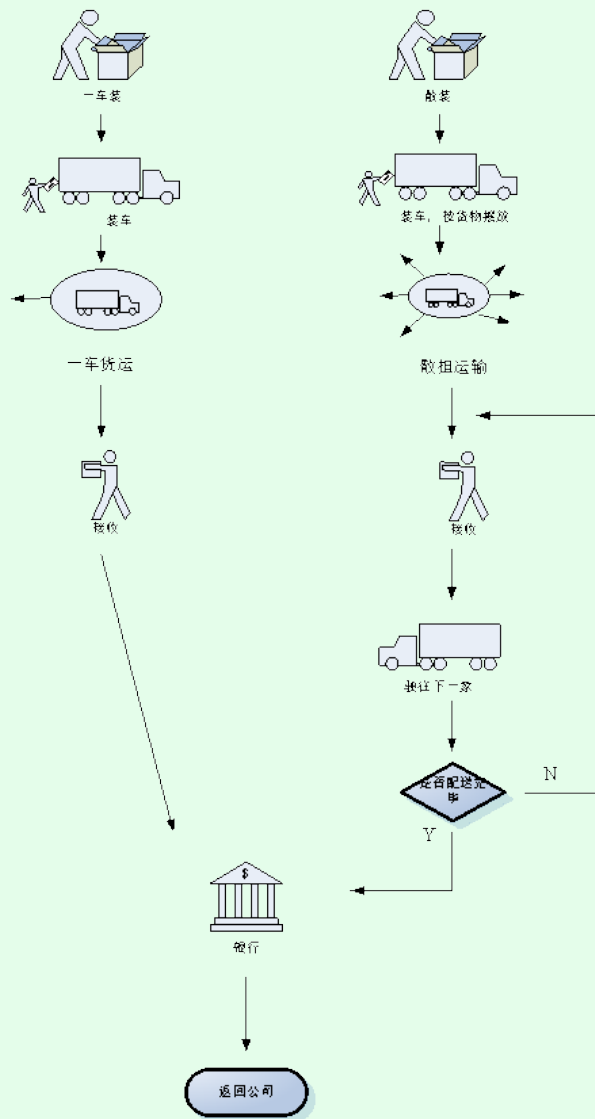 一车装
散装
装车
装车，按货物摆放
一车货运
散担运输
接收
接收
驶往下一家
是否配送完
毕
N
Y
$
银行
返回公司